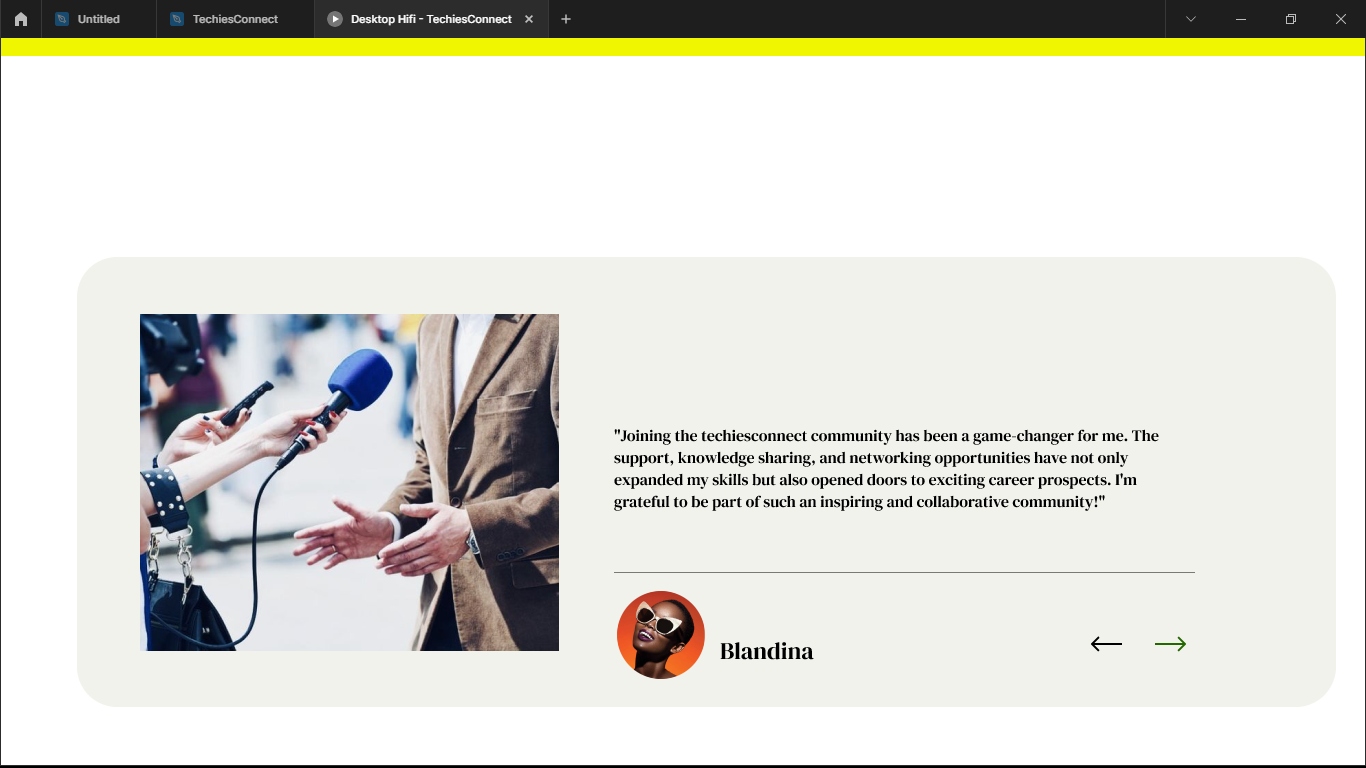 Untitled
TechiesConnect
Desktop Hifi - TechiesConnect
"Joining the techiesconnect community has been a game-changer for me. The
support, knowledge sharing, and networking opportunities have not only
expanded my skills but also opened doors to exciting career prospects. I'm
grateful to be part of such an inspiring and collaborative community!"
Blandina